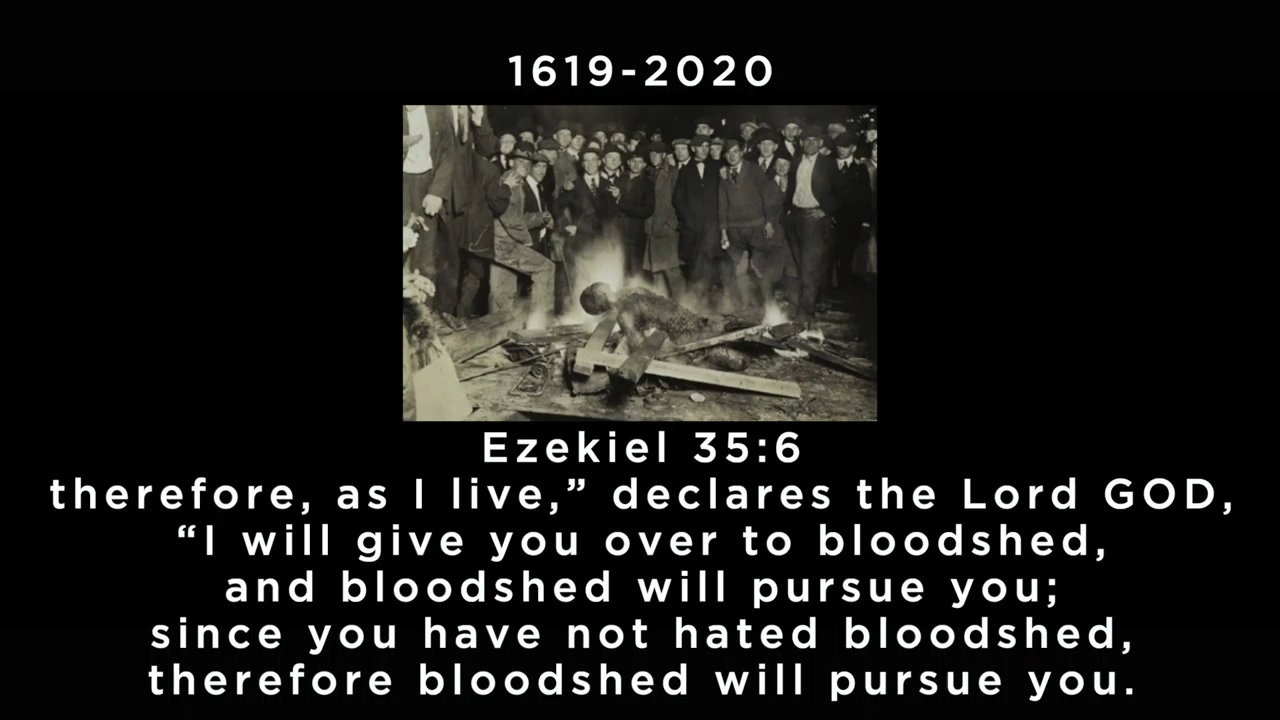 1619-2020
Ezekiel 35:6
therefore, as I live,” declares the Lord GOD,
“I will give you over to bloodshed,
and bloodshed will pursue you;
since you have not hated bloodshed,
therefore bloodshed will pursue you.